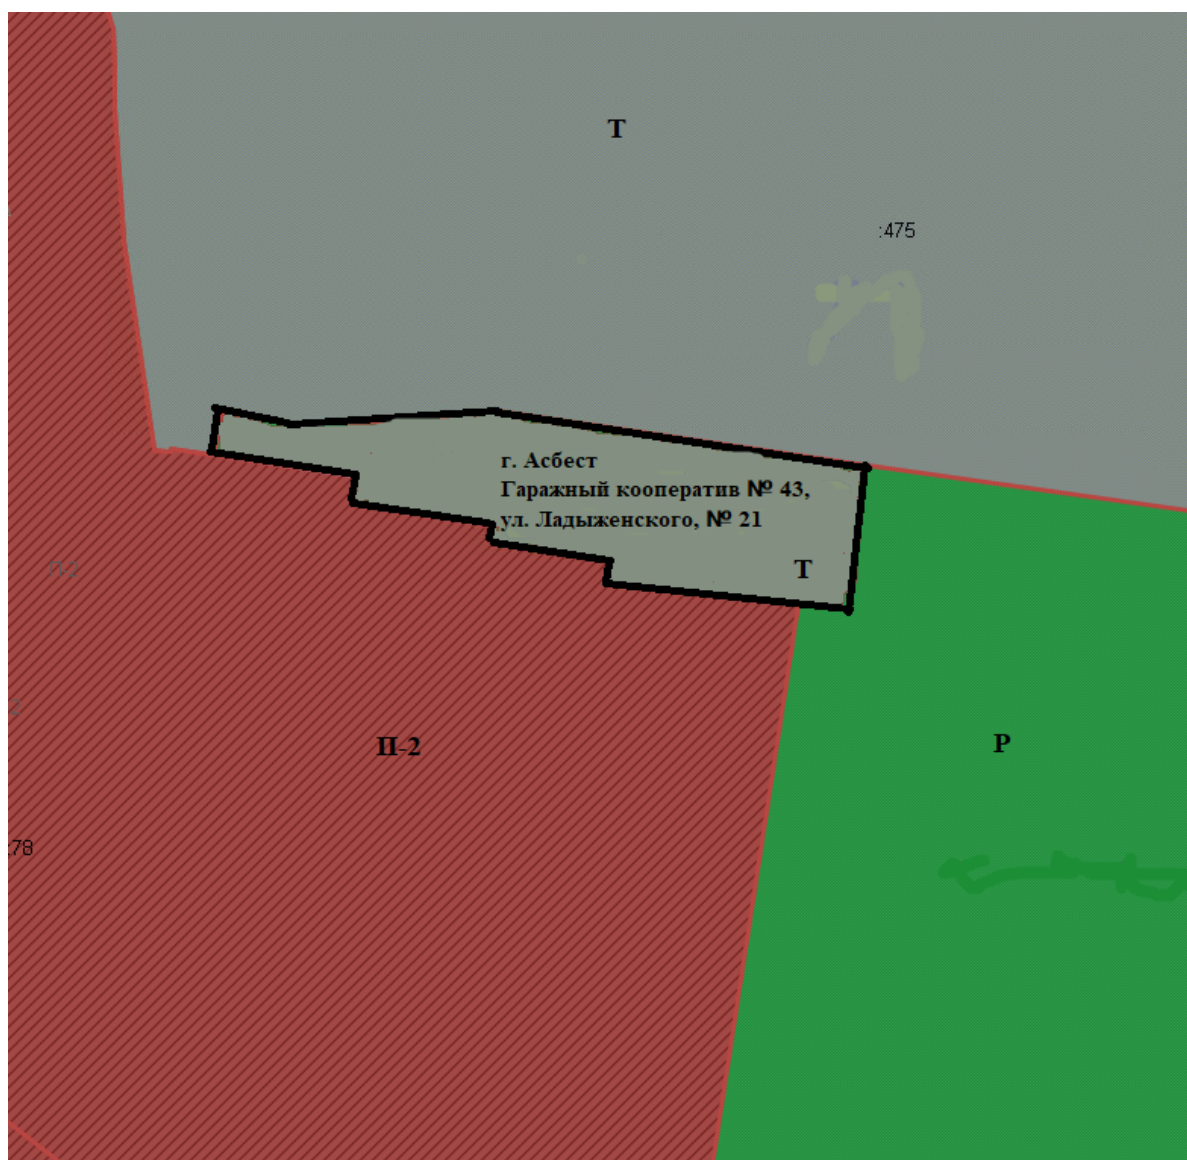 Т
:475
г. Асбест
Гаражный кооператив № 43,
ул. Ладыженского, № 21
Т
П-2
П-2
Р
:78